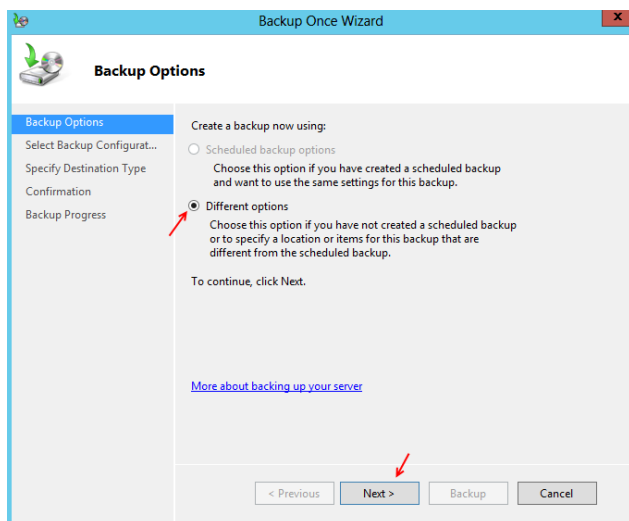 Backup Once Wizard
x
Backup Options
Backup Options
Select Backup Configurat...
Specify Destination Type
Confirmation
Backup Progress
Create a backup now using:
Scheduled backup options
Choose this option if you have created a scheduled backup
and want to use the same settings for this backup.
Different options
Choose this option if you have not created a scheduled backup
or to specify a location or items for this backup that are
different from the scheduled backup.
To continue, click Next.
More about backing up your server
< Previous
Next >
Backup
Cancel